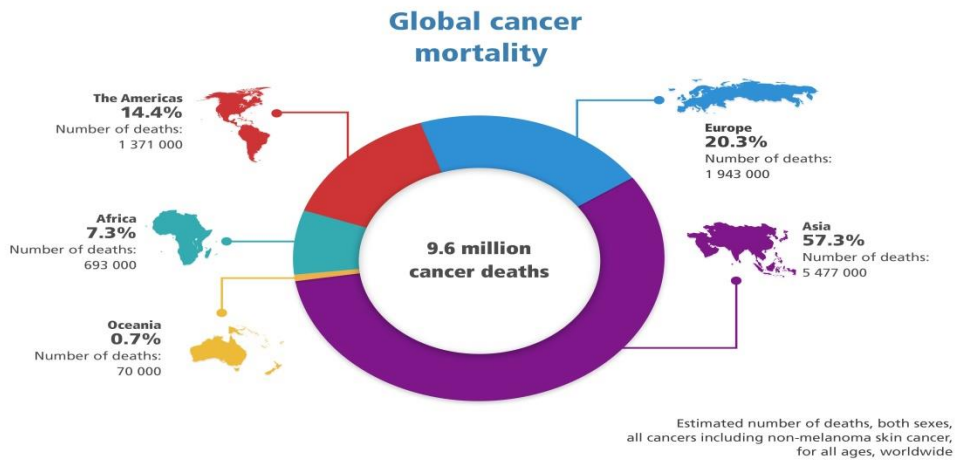 Global cancer
mortality
The Americas
14.4%
Number of deaths:
1 371 000
Europe
20.3%
Number of deaths:
1 943 000
Africa
7.3%
Number of deaths:
693 000
9.6 million
cancer deaths
Asia
57.3%
Number of deaths:
5 477 000
Oceania
0.7%
Number of deaths:
70 000
Estimated number of deaths, both sexes,
all cancers including non-melanoma skin cancer,
for all ages, worldwide